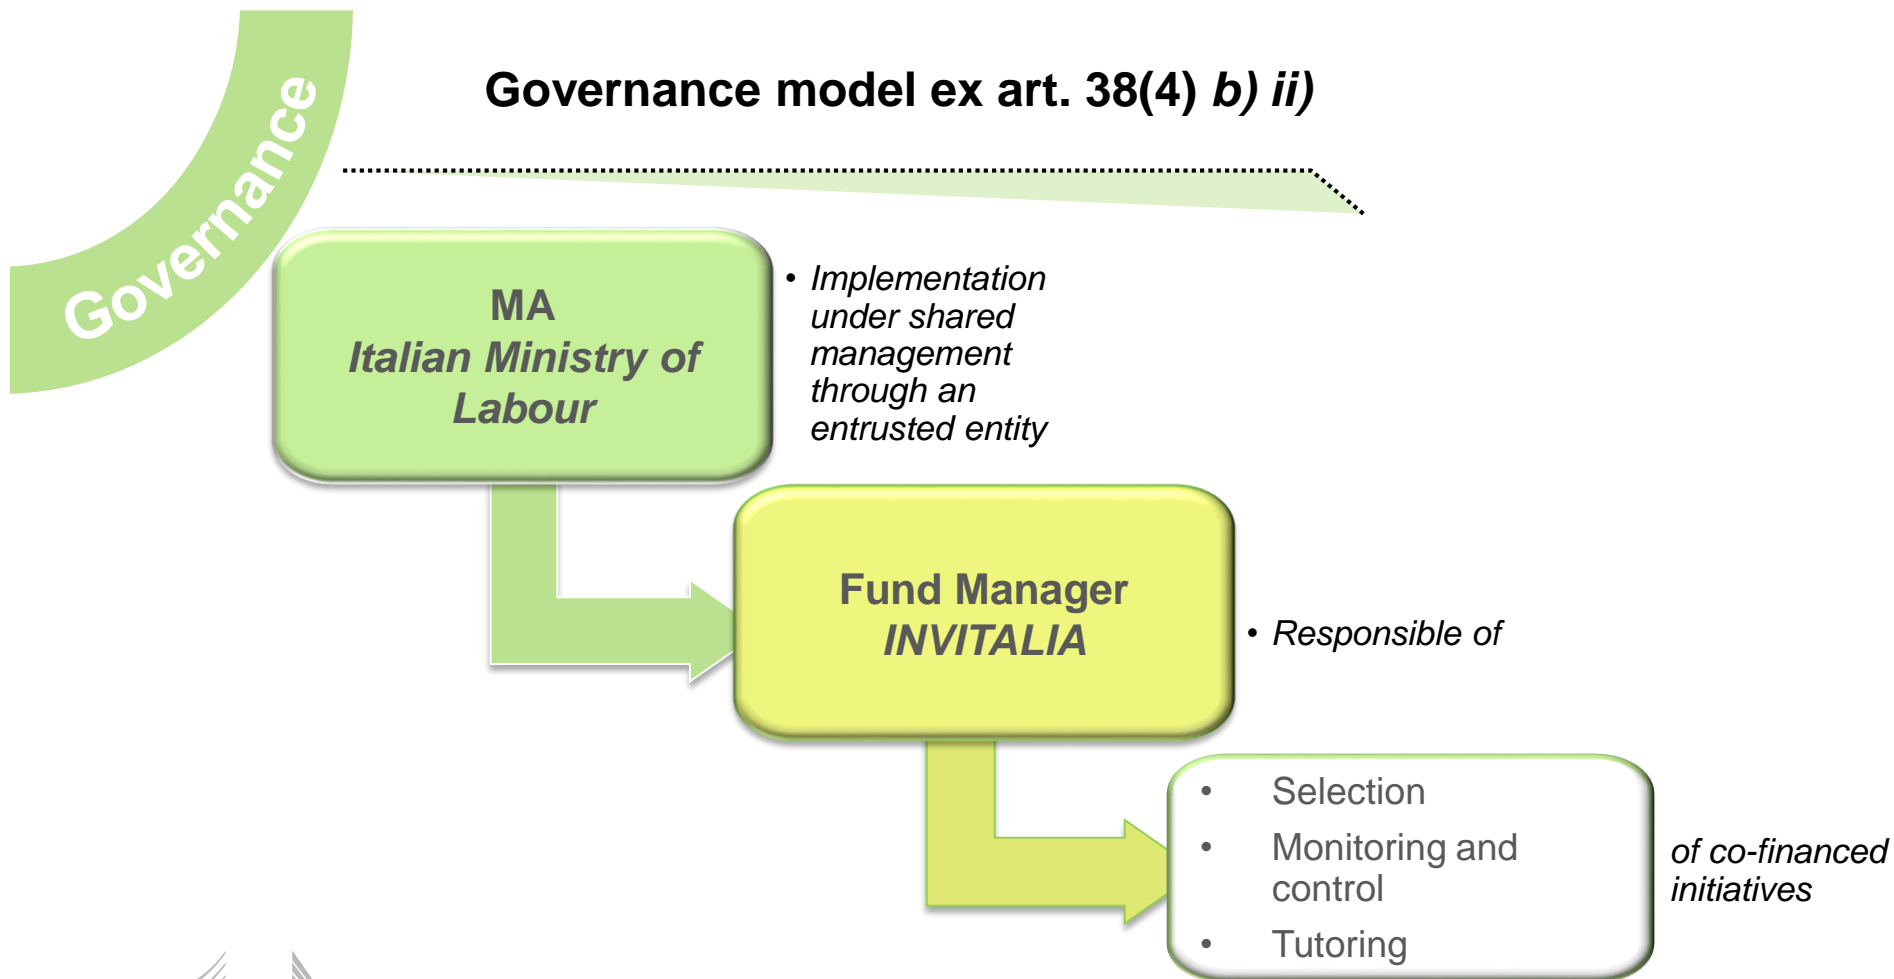 Governance
Governance model ex art. 38(4) b) ii)
MA
Italian Ministry of
Labour
• Implementation
under shared
management
through an
entrusted entity
Fund Manager
INVITALIA
• Responsible of
• Selection
• Monitoring and
control
• Tutoring
of co-financed
initiatives